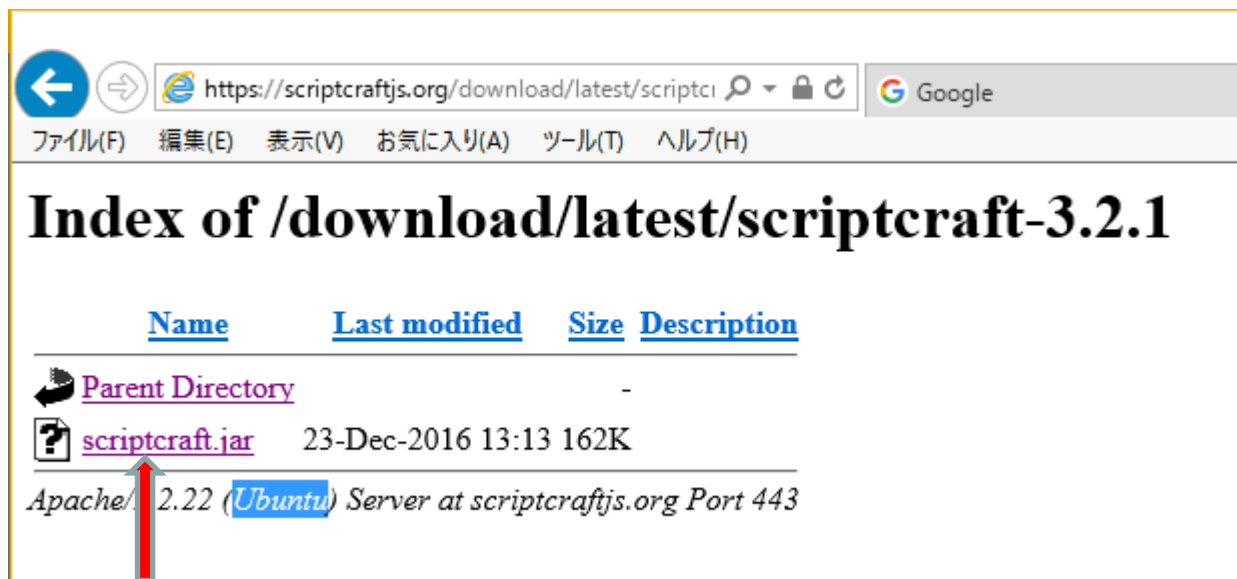 https://scriptcraftjs.org/download/latest/scriptcı
Google
ファイル(F) 編集(E) 表示(V) お気に入り(A) ツール(T) ヘルプ(H)
Index of /download/latest/scriptcraft-3.2.1
Name Last modified Size Description
Parent Directory -
scriptcraft.jar 23-Dec-2016 13:13 162K
Apache/ 2.22 (Ubuntu) Server at scriptcraftjs.org Port 443